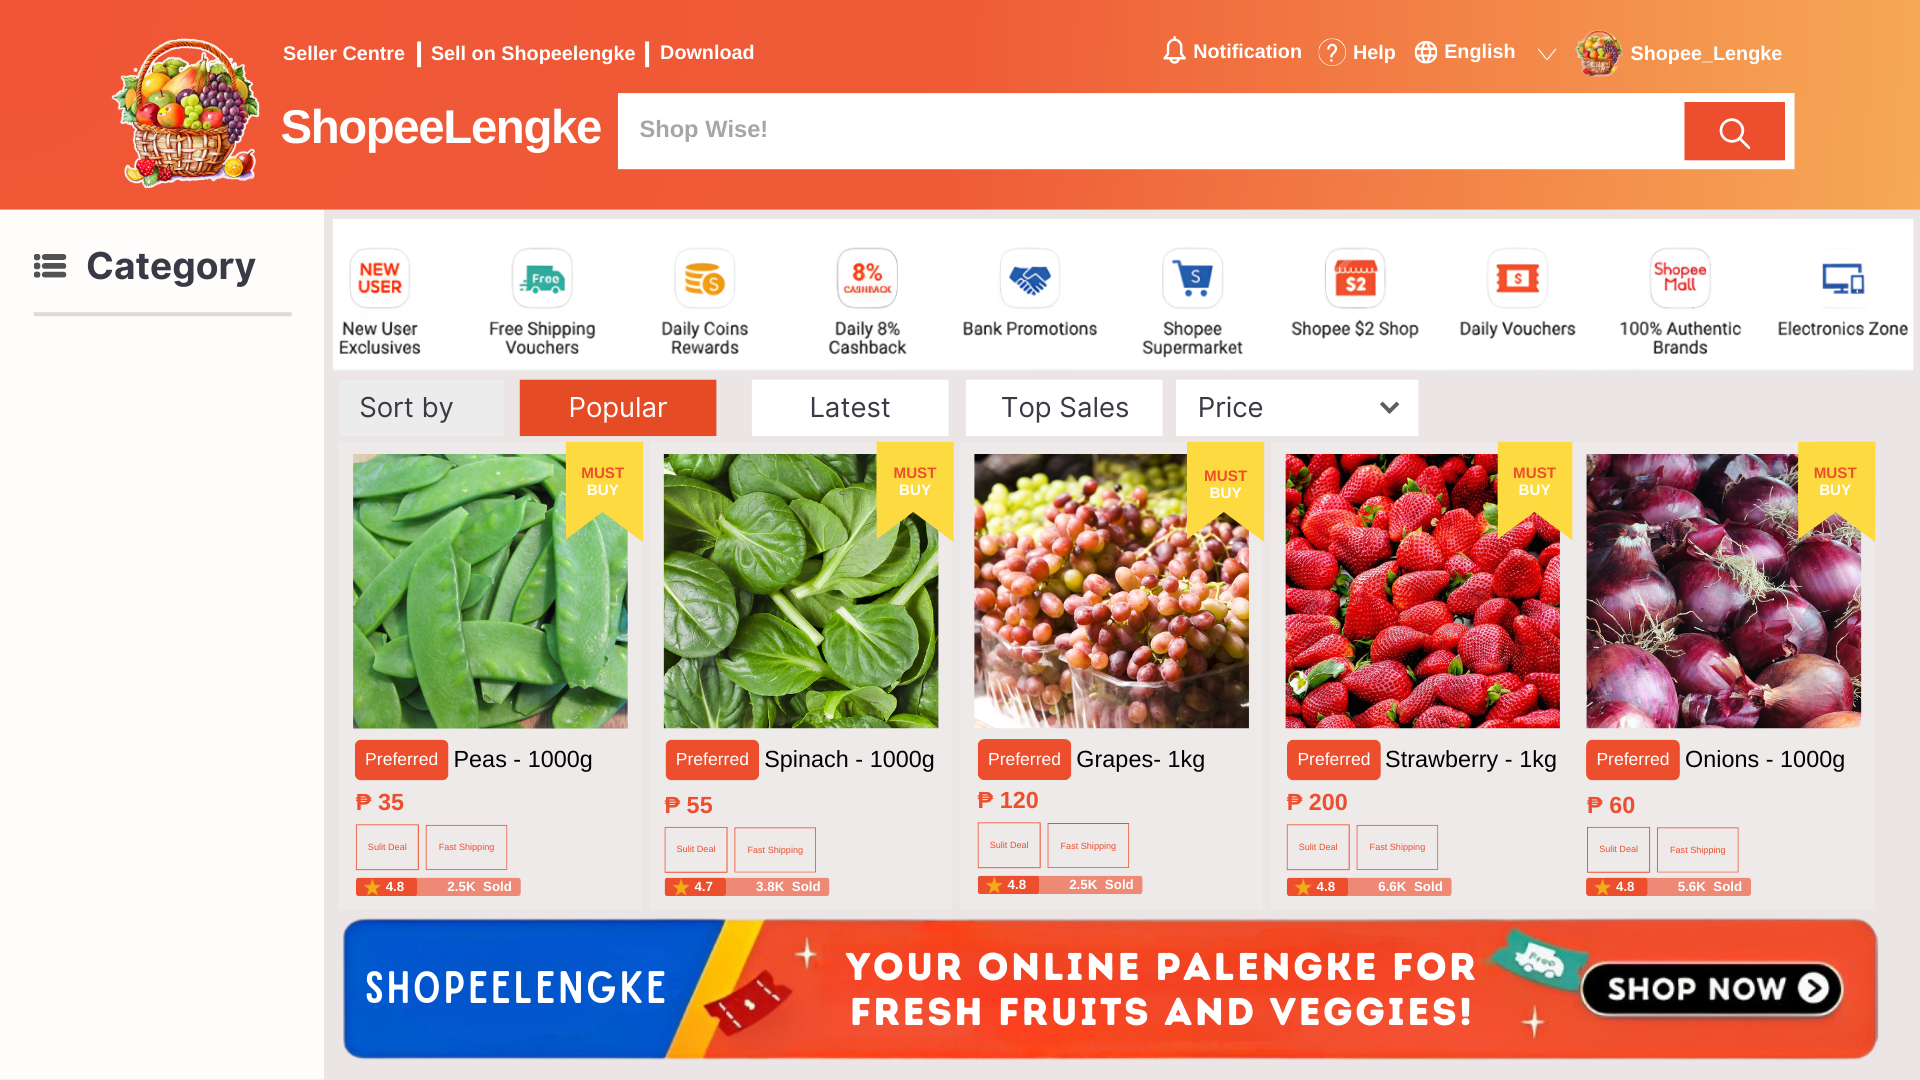 Seller Centre | Sell on Shopeelengke | Download
Notification
Help
English
Shopee_Lengke
ShopeeLengke
Shop Wise!
Category
NEW
USER
New User
Exclusives
Free
Free Shipping
Vouchers
Daily Coins
Rewards
8%
CASHBACK
Daily 8%
Cashback
Bank Promotions
S
Shopee
Supermarket
$2
Shopee $2 Shop
S
Daily Vouchers
Shopee
Mall
100% Authentic
Brands
Electronics Zone
Sort by
Popular
Latest
Top Sales
Price
MUST
BUY
MUST
BUY
MUST
BUY
MUST
BUY
MUST
BUY
Preferred Peas - 1000g
₱ 35
Sulit Deal
Fast Shipping
4.8
2.5K Sold
Preferred Spinach - 1000g
₱ 55
Sulit Deal
Fast Shipping
4.7
3.8K Sold
Preferred Grapes- 1kg
₱ 120
Sulit Deal
Fast Shipping
4.8
2.5K Sold
Preferred Strawberry - 1kg
₱ 200
Sulit Deal
Fast Shipping
4.8
6.6K Sold
Preferred Onions - 1000g
₱ 60
Sulit Deal
Fast Shipping
4.8
5.6K Sold
SHOPEELENGKE
YOUR ONLINE PALENGKE FOR
FRESH FRUITS AND VEGGIES!
Free
SHOP NOW